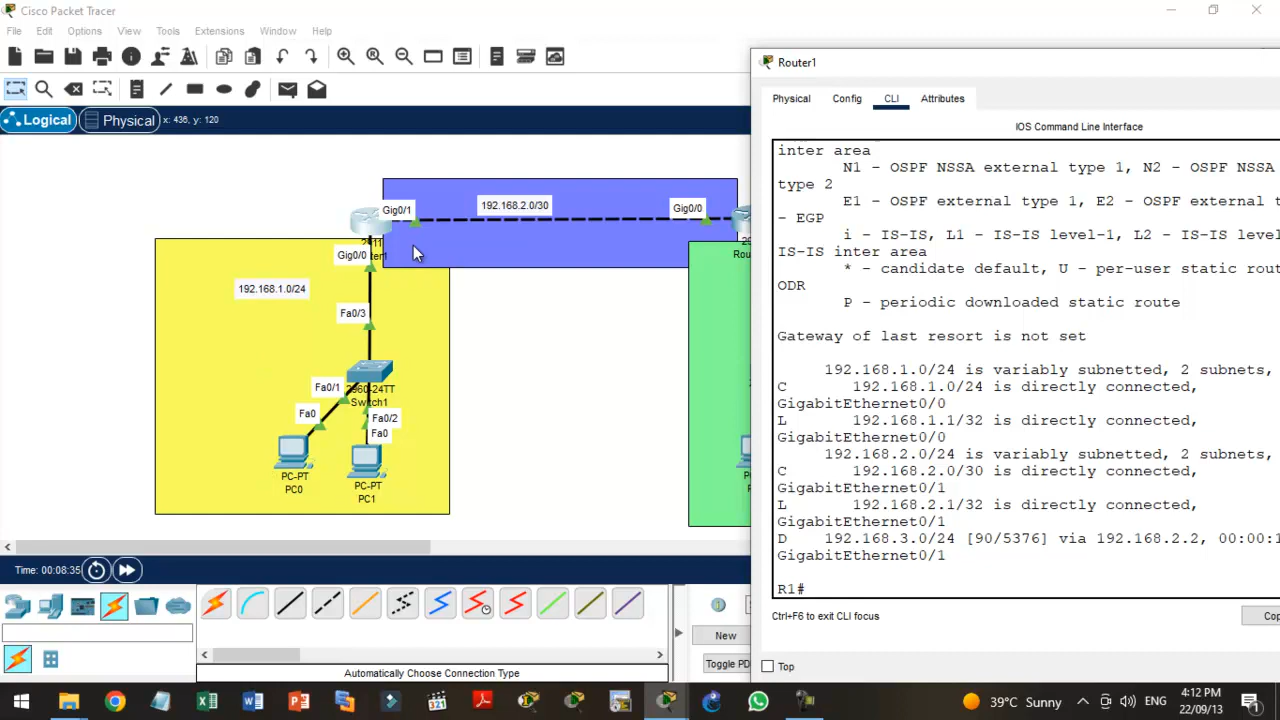 Cisco Packet Tracer
File Edit Options View Tools Extensions Window Help
Logical Physical x: 436, y: 120
Gig0/1
192.168.2.0/30
Gig0/0
Gig0/0
192.168.1.0/24
Fa0/3
2960-24TT
Switch1
Fa0/1
Fa0
Fa0/2
Fa0
PC-PT
PC0
PC-PT
PC1
Router1
Physical Config CLI Attributes
IOS Command Line Interface
inter area
N1 - OSPF NSSA external type 1, N2 - OSPF NSSA
type 2
E1 - OSPF external type 1, E2 - OSPF external
- EGP
i - IS-IS, L1 - IS-IS level-1, L2 - IS-IS level
IS-IS inter area
* - candidate default, U - per-user static route
ODR
P - periodic downloaded static route
Gateway of last resort is not set
192.168.1.0/24 is variably subnetted, 2 subnets,
C 192.168.1.0/24 is directly connected,
GigabitEthernet0/0
L 192.168.1.1/32 is directly connected,
GigabitEthernet0/0
192.168.2.0/24 is variably subnetted, 2 subnets,
C 192.168.2.0/30 is directly connected,
GigabitEthernet0/1
L 192.168.2.1/32 is directly connected,
GigabitEthernet0/1
D 192.168.3.0/24 [90/5376] via 192.168.2.2, 00:00:1
GigabitEthernet0/1
R1#
Ctrl+F6 to exit CLI focus
Cop
Top
Time: 00:08:35
New
Toggle PD
Automatically Choose Connection Type
39°C Sunny
ENG
4:12 PM
22/09/13